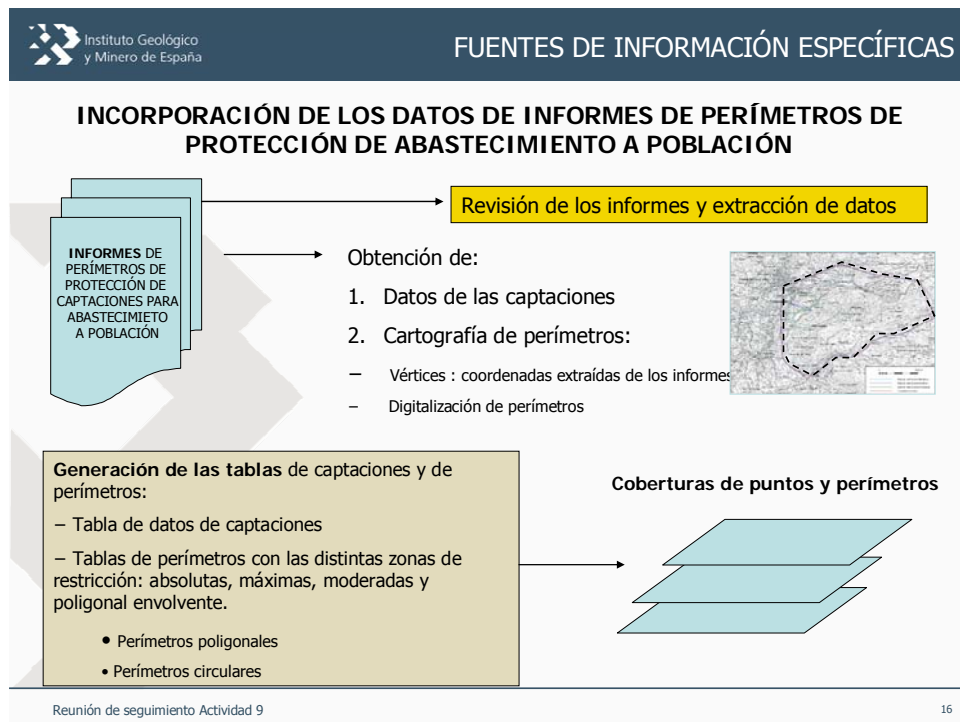 Instituto Geológico
y Minero de España
FUENTES DE INFORMACIÓN ESPECÍFICAS
INCORPORACIÓN DE LOS DATOS DE INFORMES DE PERÍMETROS DE
PROTECCIÓN DE ABASTECIMIENTO A POBLACIÓN
INFORMES DE
PERÍMETROS DE
PROTECCIÓN DE
CAPTACIONES PARA
ABASTECIMIETO
A POBLACIÓN
Revisión de los informes y extracción de datos
Obtención de:
1. Datos de las captaciones
2. Cartografía de perímetros:
– Vértices : coordenadas extraídas de los informes
– Digitalización de perímetros
Generación de las tablas de captaciones y de
perímetros:
– Tabla de datos de captaciones
– Tablas de perímetros con las distintas zonas de
restricción: absolutas, máximas, moderadas y
poligonal envolvente.
• Perímetros poligonales
• Perímetros circulares
Coberturas de puntos y perímetros
Reunión de seguimiento Actividad 9
16